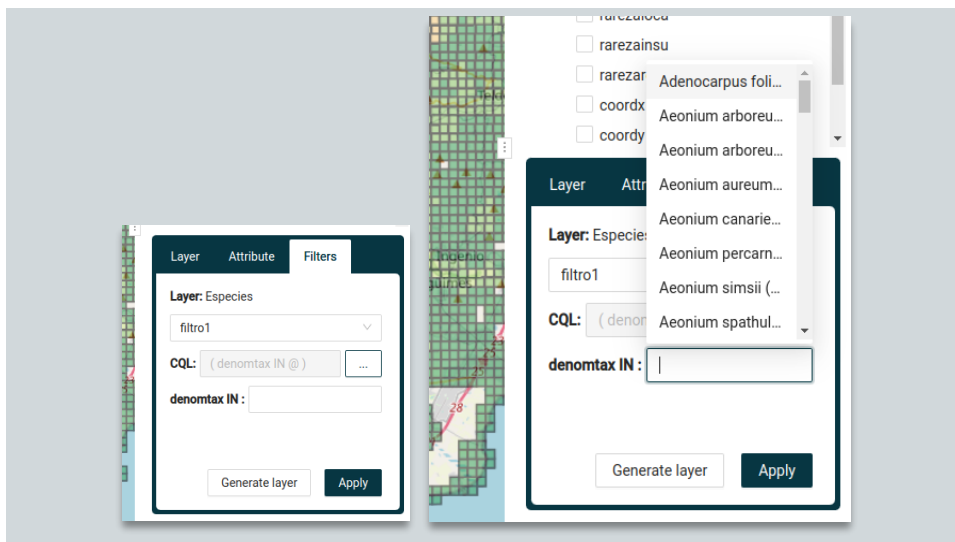 Layer Attribute Filters
Layer: Especies
filtro1
CQL: ( denomtax IN @ ) ...
denomtax IN :
Generate layer Apply
rarezaloca
rarezainsu
rarezar
coordx
coordy
Adenocarpus foli...
Aeonium arboreu...
Aeonium arboreu...
Aeonium aureum...
Aeonium canarie...
Aeonium percarn...
Aeonium simsii (...
Aeonium spathul...
Layer Attr
Layer: Especies
filtro1
CQL: ( denom
denomtax IN :
Generate layer Apply
Ingenio
28